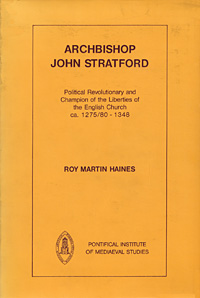 ARCHBISHOP
JOHN STRATFORD
Political Revolutionary and
Champion of the Liberties of
the English Church
ca. 1275/80 - 1348
ROY MARTIN HAINES
PONTIFICAL INSTITUTE
OF MEDIAEVAL STUDIES